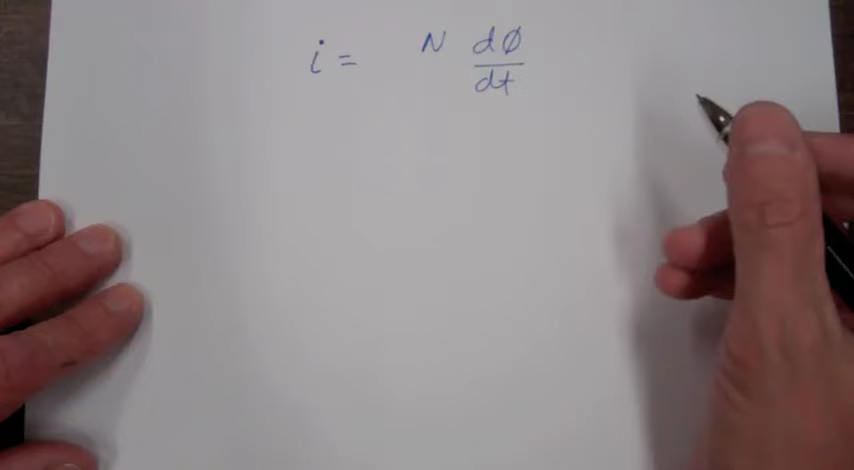 i = N dø
dt